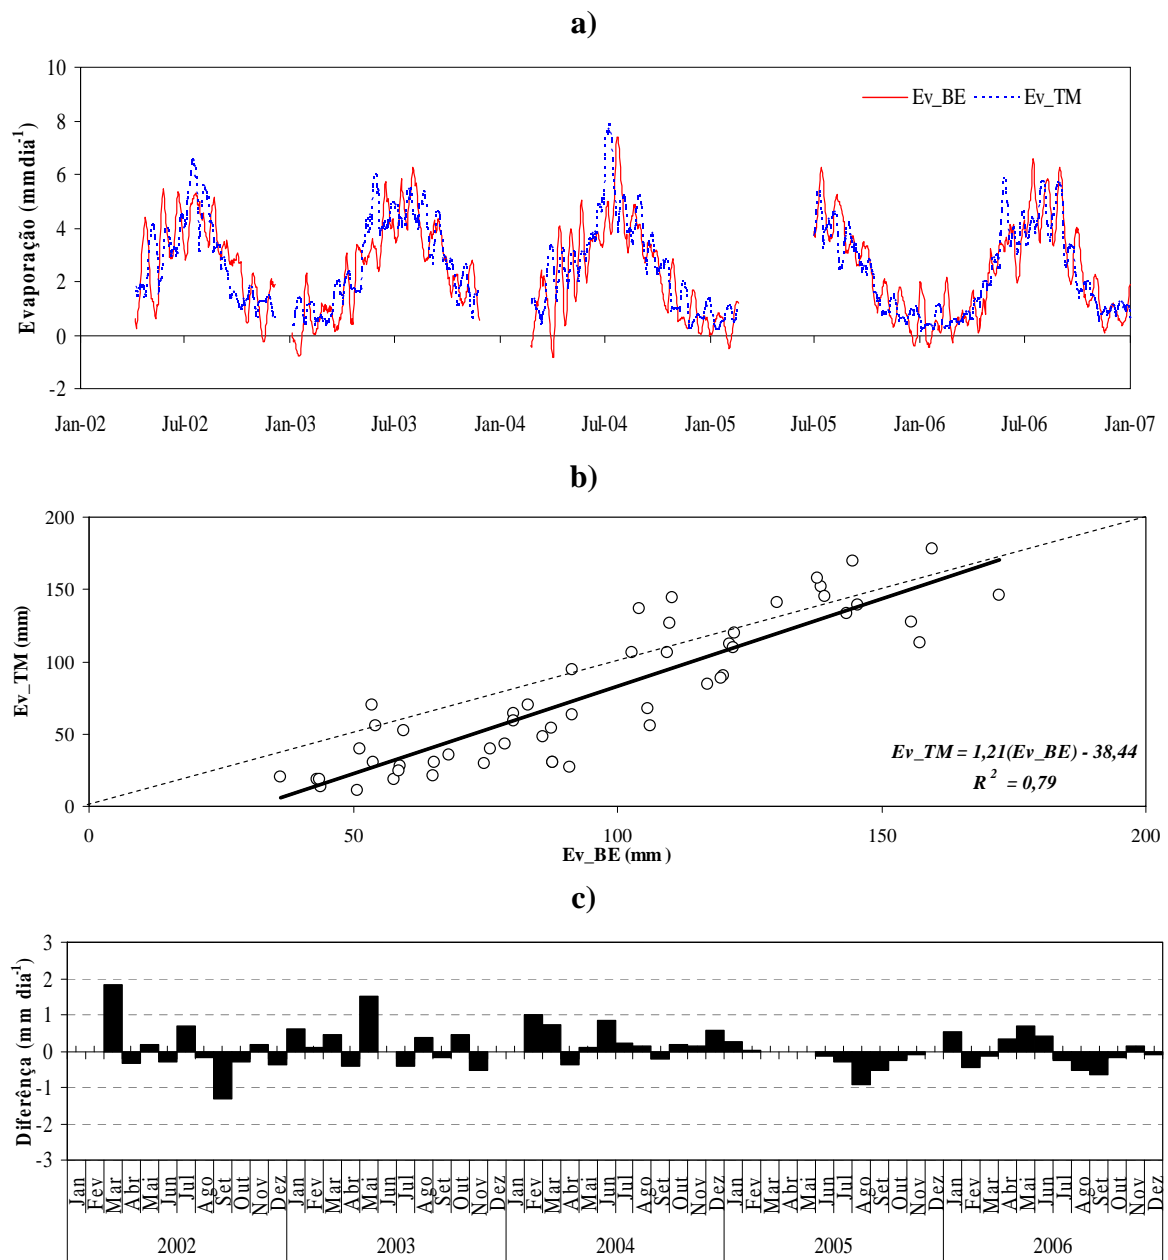 a)
10
8
6
4
2
0
-2
Evaporação (mmdia-1)
Ev_BE Ev_TM
Jan-02 Jul-02 Jan-03 Jul-03 Jan-04 Jul-04 Jan-05 Jul-05 Jan-06 Jul-06 Jan-07
b)
200
150
100
50
0
Ev_TM (mm)
Ev_TM = 1,21(Ev_BE) - 38,44
R2 = 0,79
0 50 100 150 200
Ev_BE (mm)
c)
3
2
1
0
-1
-2
-3
Diferênça (mm dia-1)
Jan Fev Mar Abr Mai Jun Jul Ago Set Out Nov Dez Jan Fev Mar Abr Mai Jun Jul Ago Set Out Nov Dez Jan Fev Mar Abr Mai Jun Jul Ago Set Out Nov Dez Jan Fev Mar Abr Mai Jun Jul Ago Set Out Nov Dez Jan Fev Mar Abr Mai Jun Jul Ago Set Out Nov Dez
2002 2003 2004 2005 2006